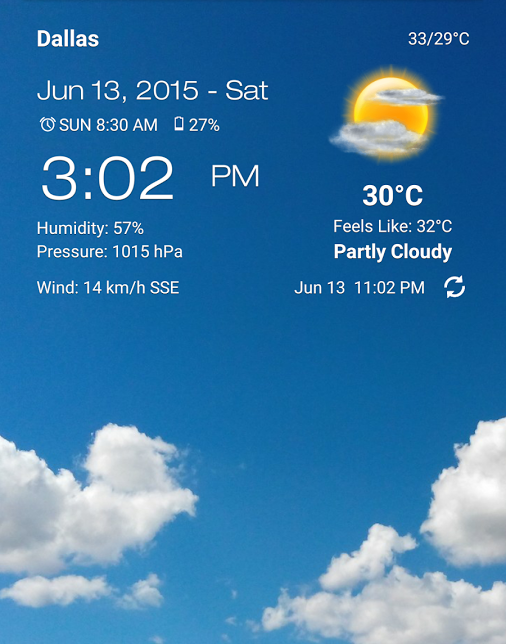 Dallas
33/29°C
Jun 13, 2015 - Sat
SUN 8:30 AM 27%
3:02 PM
30°C
Humidity: 57%
Feels Like: 32°C
Pressure: 1015 hPa
Partly Cloudy
Wind: 14 km/h SSE
Jun 13 11:02 PM